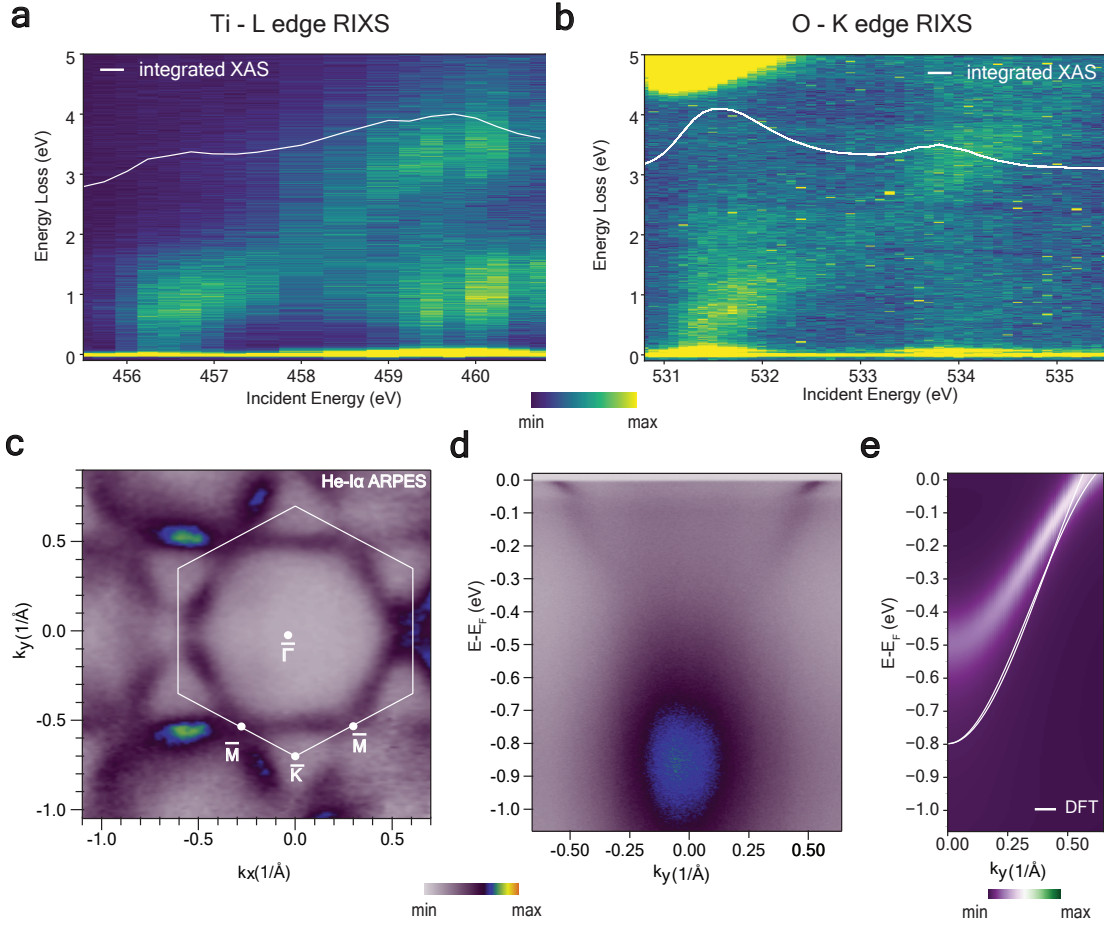 a
Ti - L edge RIXS
b
O - K edge RIXS
integrated XAS
integrated XAS
5
4
3
2
1
0
Energy Loss (eV)
456
457
458
459
460
Incident Energy (eV)
5
4
3
2
1
0
Energy Loss (eV)
531
532
533
534
535
Incident Energy (eV)
min
max
c
He-Iα ARPES
0.5
0.0
-0.5
-1.0
ky(1/Å)
Γ̅
M̅
K̅
M̅
-1.0
-0.5
0.0
0.5
kx(1/Å)
min
max
d
0.0
-0.1
-0.2
-0.3
-0.4
-0.5
-0.6
-0.7
-0.8
-0.9
-1.0
E-EF (eV)
-0.50
-0.25
0.00
0.25
0.50
ky(1/Å)
e
0.0
−0.1
−0.2
−0.3
−0.4
−0.5
−0.6
−0.7
−0.8
−0.9
−1.0
E-EF (eV)
DFT
0.00
0.25
0.50
ky(1/Å)
min
max